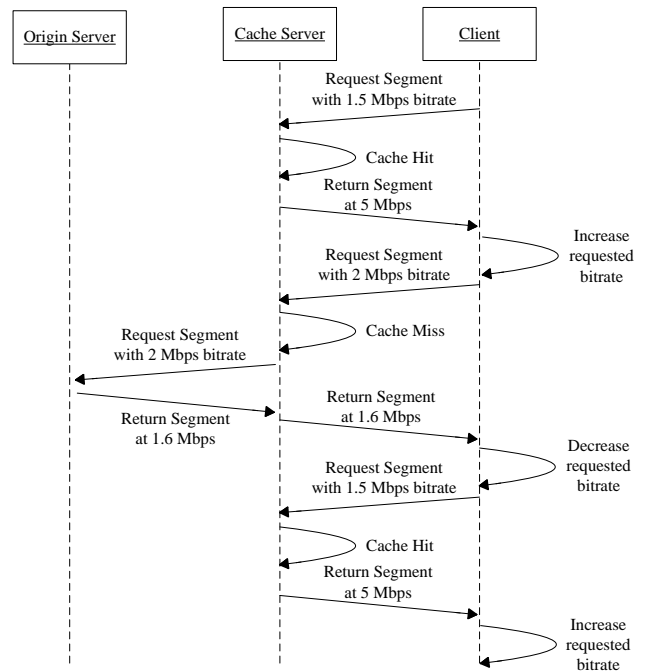 Origin Server
Cache Server
Client
Request Segment
with 1.5 Mbps bitrate
Cache Hit
Return Segment
at 5 Mbps
Increase
requested
bitrate
Request Segment
with 2 Mbps bitrate
Cache Miss
Request Segment
with 2 Mbps bitrate
Return Segment
at 1.6 Mbps
Return Segment
at 1.6 Mbps
Decrease
requested
bitrate
Request Segment
with 1.5 Mbps bitrate
Cache Hit
Return Segment
at 5 Mbps
Increase
requested
bitrate